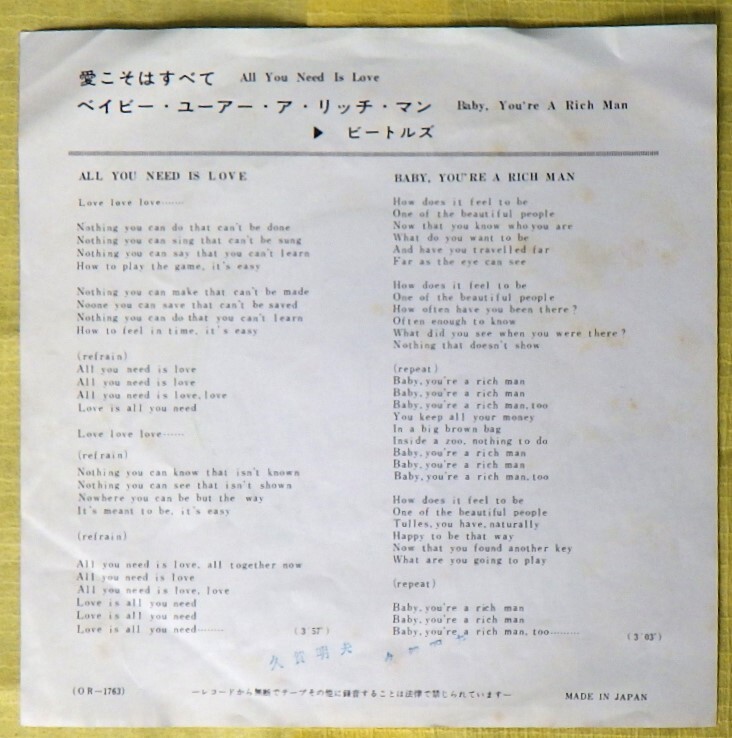 愛こそはすべて All You Need Is Love
ベイビー・ユーアー・ア・リッチ・マン Baby, You're A Rich Man
▶ ビートルズ
ALL YOU NEED IS LOVE
Love love love……
Nothing you can do that can't be done
Nothing you can sing that can't be sung
Nothing you can say that you can't learn
How to play the game, it's easy
Nothing you can make that can't be made
Noone you can save that can't be saved
Nothing you can do that you can't learn
How to feel in time, it's easy
(refrain)
All you need is love
All you need is love
All you need is love, love
Love is all you need
Love love love……
(refrain)
Nothing you can know that isn't known
Nothing you can see that isn't shown
Nowhere you can be but the way
It's meant to be, it's easy
(refrain)
All you need is love, all together now
All you need is love
All you need is love, love
Love is all you need
Love is all you need
Love is all you need………
(3′57″)
BABY, YOU'RE A RICH MAN
How does it feel to be
One of the beautiful people
Now that you know who you are
What do you want to be
And have you travelled far
Far as the eye can see
How does it feel to be
One of the beautiful people
How often have you been there?
Often enough to know
What did you see when you were there?
Nothing that doesn't show
(repeat)
Baby, you're a rich man
Baby, you're a rich man
Baby, you're a rich man, too
You keep all your money
In a big brown bag
Inside a zoo, nothing to do
Baby, you're a rich man
Baby, you're a rich man
Baby, you're a rich man, too
How does it feel to be
One of the beautiful people
Tulles, you have, naturally
Happy to be that way
Now that you found another key
What are you going to play
(repeat)
Baby, you're a rich man
Baby, you're a rich man
Baby, you're a rich man, too………
(3′03″)
(OR-1763)
—レコードから無断でテープその他に録音することは法律で禁じられています—
MADE IN JAPAN